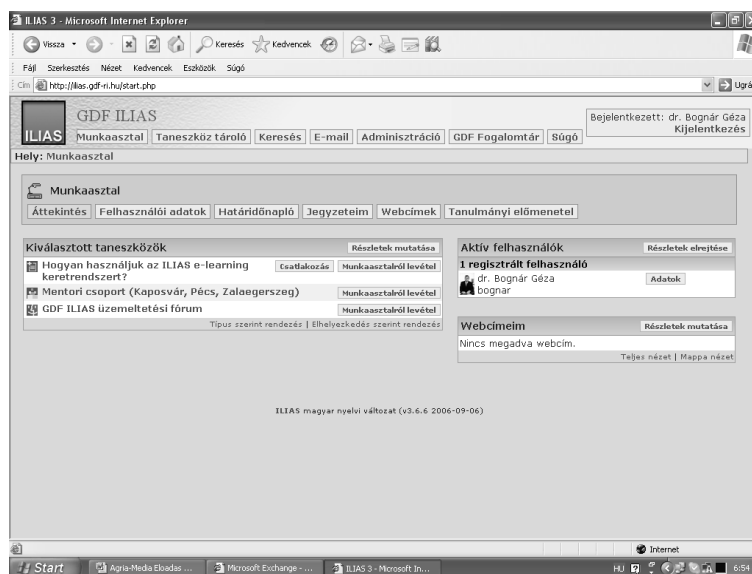 ILIAS 3 - Microsoft Internet Explorer
Vissza
Keresés
Kedvencek
Fájl Szerkesztés Nézet Kedvencek Eszközök Súgó
Cím http://ilias.gdf-ri.hu/start.php Ugrá
ILIAS
GDF ILIAS
Bejelentkezett: dr. Bognár Géza
Kijelentkezés
Munkaasztal Taneszköz tároló Keresés E-mail Adminisztráció GDF Fogalomtár Súgó
Hely: Munkaasztal
Munkaasztal
Áttekintés Felhasználói adatok Határidőnapló Jegyzeteim Webcímek Tanulmányi előmenetel
Kiválasztott taneszközök Részletek mutatása
Hogyan használjuk az ILIAS e-learning Csatlakozás Munkaasztalról levétel
keretrendszert?
Mentori csoport (Kaposvár, Pécs, Zalaegerszeg) Munkaasztalról levétel
GDF ILIAS üzemeltetési fórum Munkaasztalról levétel
Típus szerint rendezés | Elhelyezkedés szerint rendezés
Aktív felhasználók Részletek elrejtése
1 regisztrált felhasználó
dr. Bognár Géza Adatok
bognar
Webcímeim Részletek mutatása
Nincs megadva webcím.
Teljes nézet | Mappa nézet
ILIAS magyar nyelvi változat (v3.6.6 2006-09-06)
Internet
Start Agria-Media Eloadas ... Microsoft Exchange - ... ILIAS 3 - Microsoft In... HU 6:54